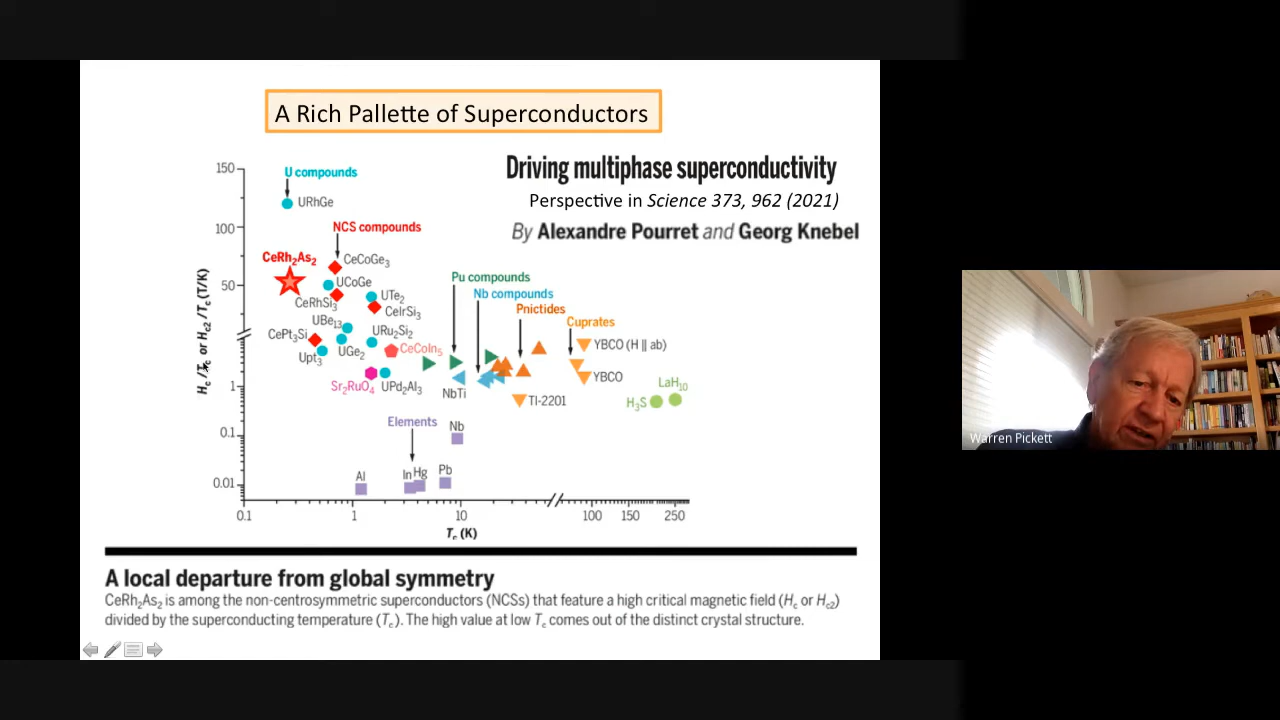 A Rich Pallette of Superconductors
Driving multiphase superconductivity
Perspective in Science 373, 962 (2021)
By Alexandre Pourret and Georg Knebel
150
100
50
1
0.1
0.01
Hc/Tc or Hc2/Tc (T/K)
U compounds
URhGe
NCS compounds
CeRh2As2
CeCoGe3
UCoGe
CeRhSi3
UTe2
CeIrSi3
UBe13
CePt3Si
URu2Si2
Upt3
UGe2
CeCoIn5
Sr2RuO4
UPd2Al3
Pu compounds
Nb compounds
Pnictides
Cuprates
NbTi
YBCO (H || ab)
YBCO
TI-2201
LaH10
H3S
Elements
Nb
Al
In
Hg
Pb
0.1
1
10
100
150
250
Tc (K)
A local departure from global symmetry
CeRh2As2 is among the non-centrosymmetric superconductors (NCSs) that feature a high critical magnetic field (Hc or Hc2)
divided by the superconducting temperature (Tc). The high value at low Tc comes out of the distinct crystal structure.
Warren Pickett